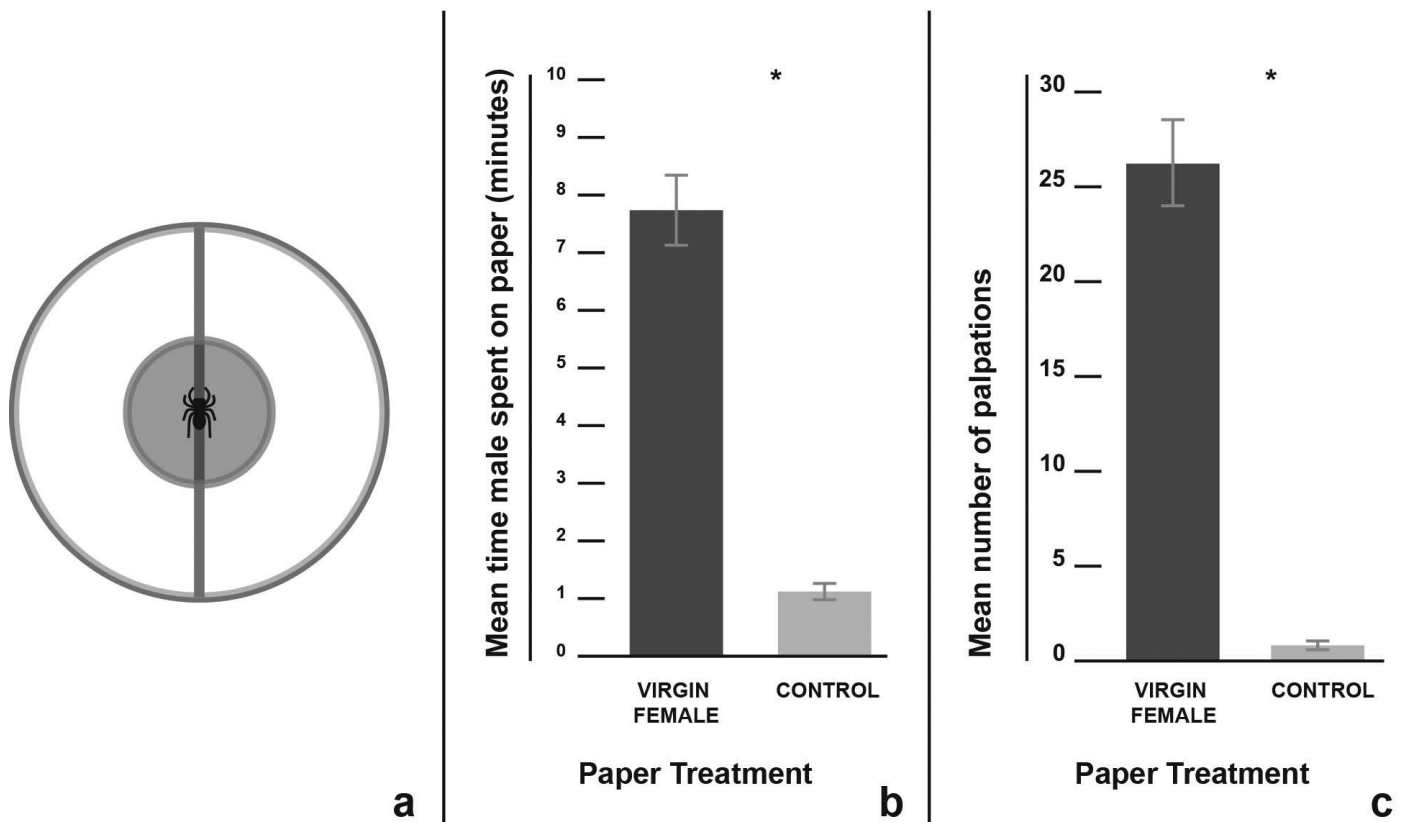 a
Mean time male spent on paper (minutes)
10
9
8
7
6
5
4
3
2
1
0
*
VIRGIN
FEMALE
CONTROL
Paper Treatment
b
Mean number of palpations
30
25
20
15
10
5
0
*
VIRGIN
FEMALE
CONTROL
Paper Treatment
c